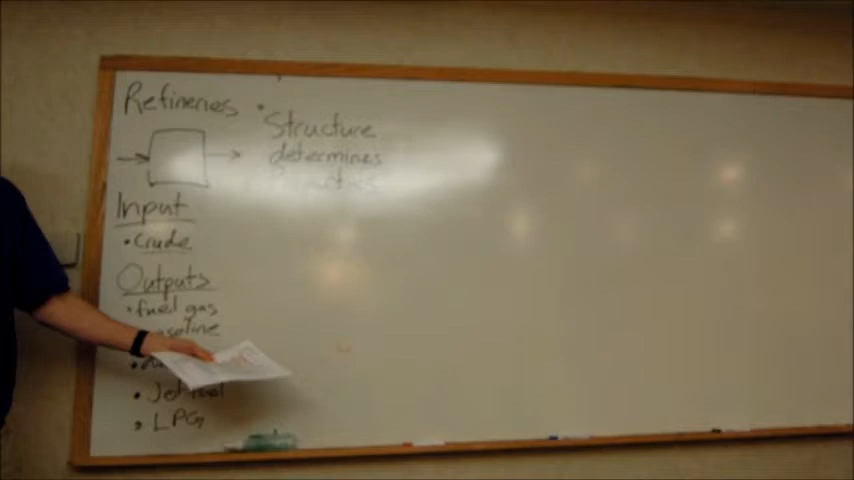 Refineries
• Structure
determines
Input
• Crude
Outputs
• fuel gas
• Jet fuel
• LPG